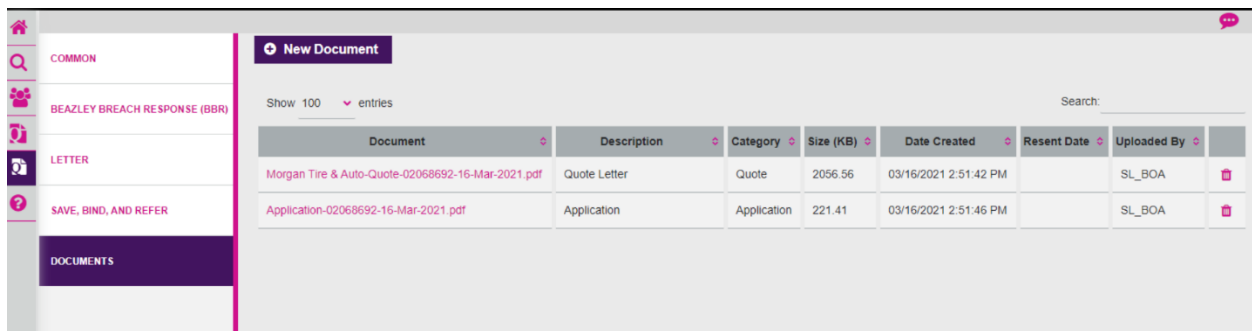 New Document
COMMON
BEAZLEY BREACH RESPONSE (BBR)
LETTER
SAVE, BIND, AND REFER
DOCUMENTS
Show 100 entries
Search:
Document Description Category Size (KB) Date Created Resent Date Uploaded By
Morgan Tire & Auto-Quote-02068692-16-Mar-2021.pdf Quote Letter Quote 2056.56 03/16/2021 2:51:42 PM SL_BOA
Application-02068692-16-Mar-2021.pdf Application Application 221.41 03/16/2021 2:51:46 PM SL_BOA